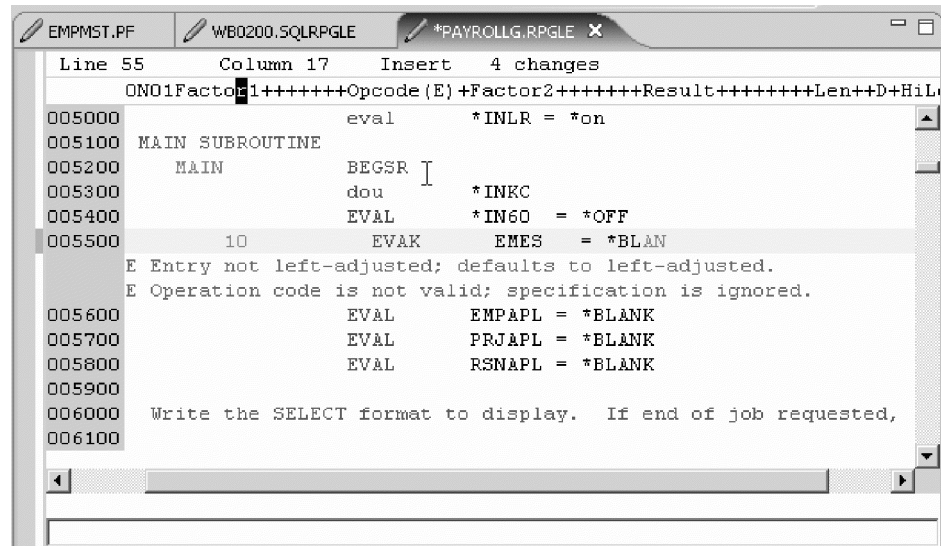 EMPMST.PF WB0200.SQLRPGLE *PAYROLLG.RPGLE X
Line 55 Column 17 Insert 4 changes
0N01Factor1+++++++Opcode(E)+Factor2+++++++Result++++++++Len++D+HiL
005000 eval *INLR = *on
005100 MAIN SUBROUTINE
005200 MAIN BEGSR
005300 dou *INKC
005400 EVAL *IN60 = *OFF
005500 10 EVAK EMES = *BLAN
E Entry not left-adjusted; defaults to left-adjusted.
E Operation code is not valid; specification is ignored.
005600 EVAL EMPAPL = *BLANK
005700 EVAL PRJAPL = *BLANK
005800 EVAL RSNAPL = *BLANK
005900
006000 Write the SELECT format to display. If end of job requested,
006100